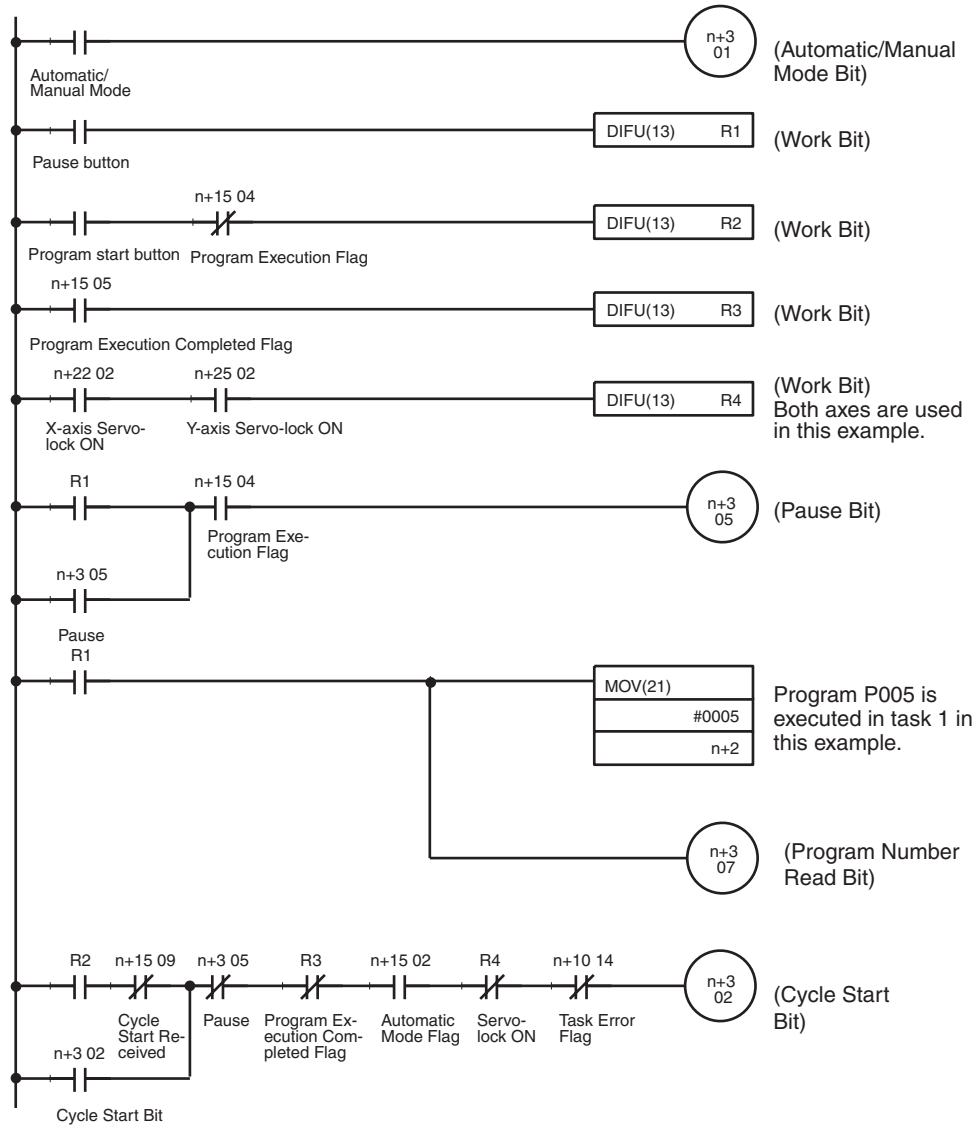 n+3
01
(Automatic/Manual
Mode Bit)
Automatic/
Manual Mode
DIFU(13) R1
(Work Bit)
Pause button
n+15 04
DIFU(13) R2
(Work Bit)
Program start button
Program Execution Flag
n+15 05
DIFU(13) R3
(Work Bit)
Program Execution Completed Flag
n+22 02
n+25 02
DIFU(13) R4
(Work Bit)
Both axes are used
in this example.
X-axis Servo-
lock ON
Y-axis Servo-lock ON
R1
n+15 04
n+3
05
(Pause Bit)
Program Exe-
cution Flag
n+3 05
Pause
R1
MOV(21)
#0005
n+2
Program P005 is
executed in task 1 in
this example.
n+3
07
(Program Number
Read Bit)
R2
n+15 09
n+3 05
R3
n+15 02
R4
n+10 14
n+3
02
(Cycle Start
Bit)
Cycle
Start Re-
ceived
Pause
Program Ex-
ecution Com-
pleted Flag
Automatic
Mode Flag
Servo-
lock ON
Task Error
Flag
n+3 02
Cycle Start Bit